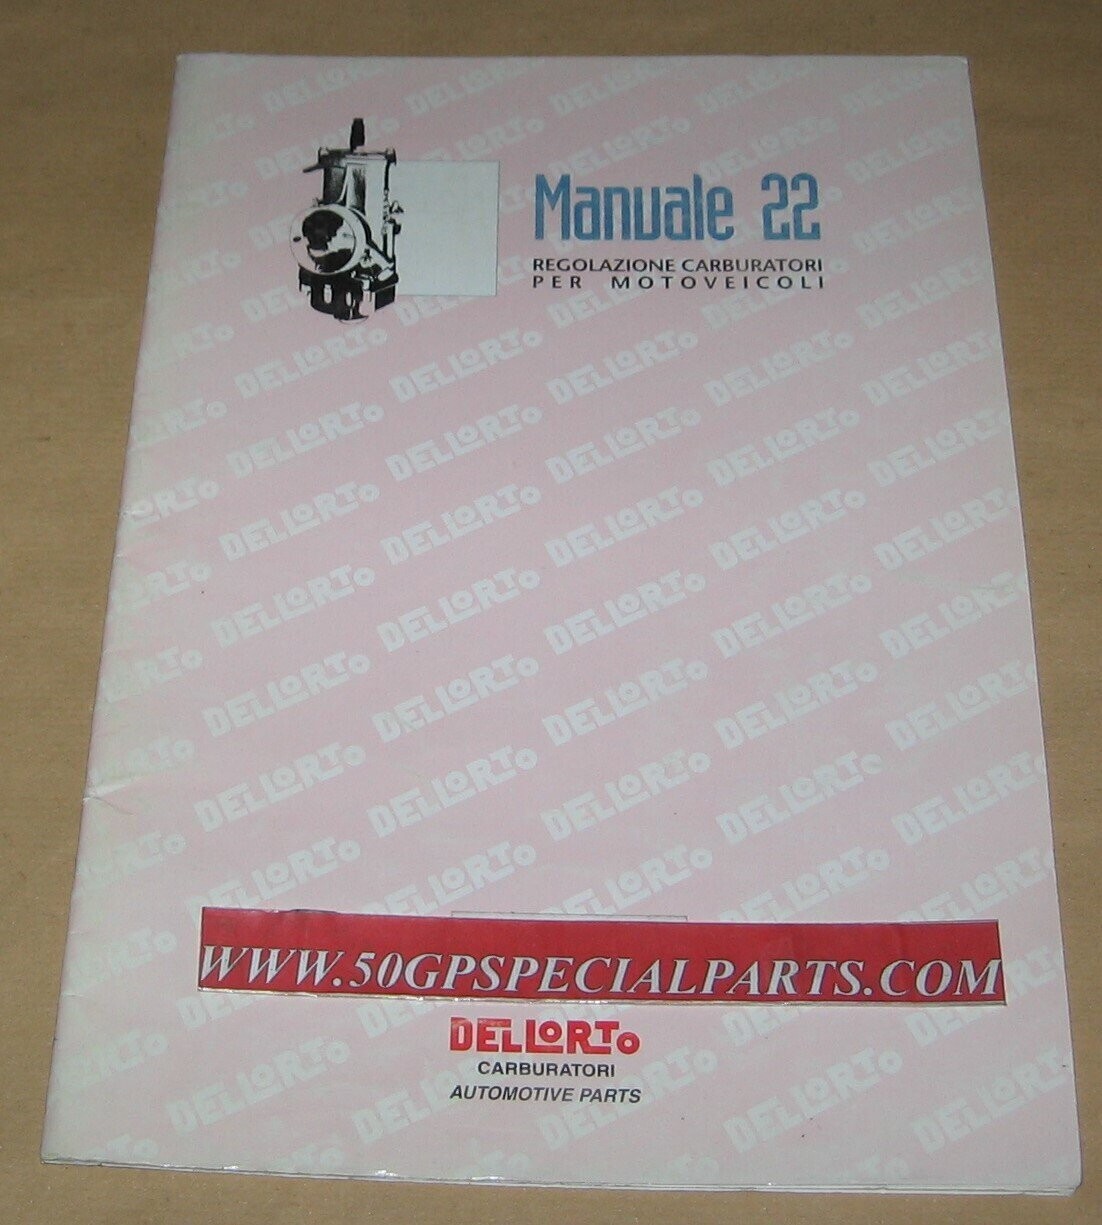 Manuale 22
REGOLAZIONE CARBURATORI
PER MOTOVEICOLI
WWW.50GPSPECIALPARTS.COM
DELLORTO
CARBURATORI
AUTOMOTIVE PARTS